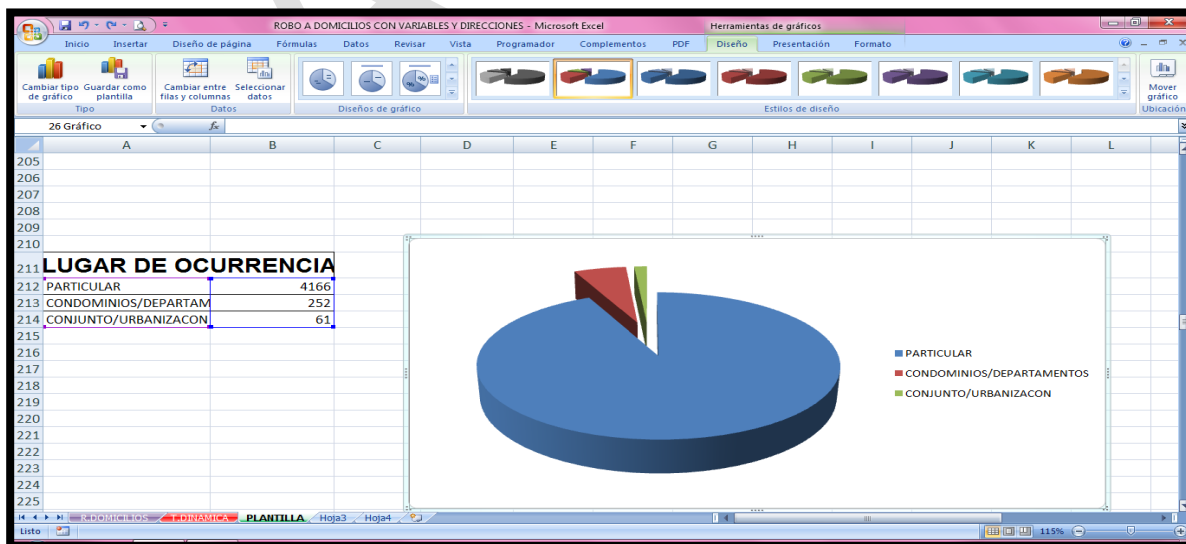 ROBO A DOMICILIOS CON VARIABLES Y DIRECCIONES - Microsoft Excel
Herramientas de gráficos
Inicio Insertar Diseño de página Fórmulas Datos Revisar Vista Programador Complementos PDF Diseño Presentación Formato
Cambiar tipo de gráfico
Guardar como plantilla
Cambiar entre filas y columnas
Seleccionar datos
Mover gráfico
Tipo Datos Diseños de gráfico Estilos de diseño Ubicación
26 Gráfico fx
A B C D E F G H I J K L
205
206
207
208
209
210
211 LUGAR DE OCURRENCIA
212 PARTICULAR 4166
213 CONDOMINIOS/DEPARTAM 252
214 CONJUNTO/URBANIZACON 61
215
216
217
218
219
220
221
222
223
224
225
PARTICULAR
CONDOMINIOS/DEPARTAMENTOS
CONJUNTO/URBANIZACON
R.DOMICILIOS T.DINAMICA PLANTILLA Hoja3 Hoja4
Listo 115%